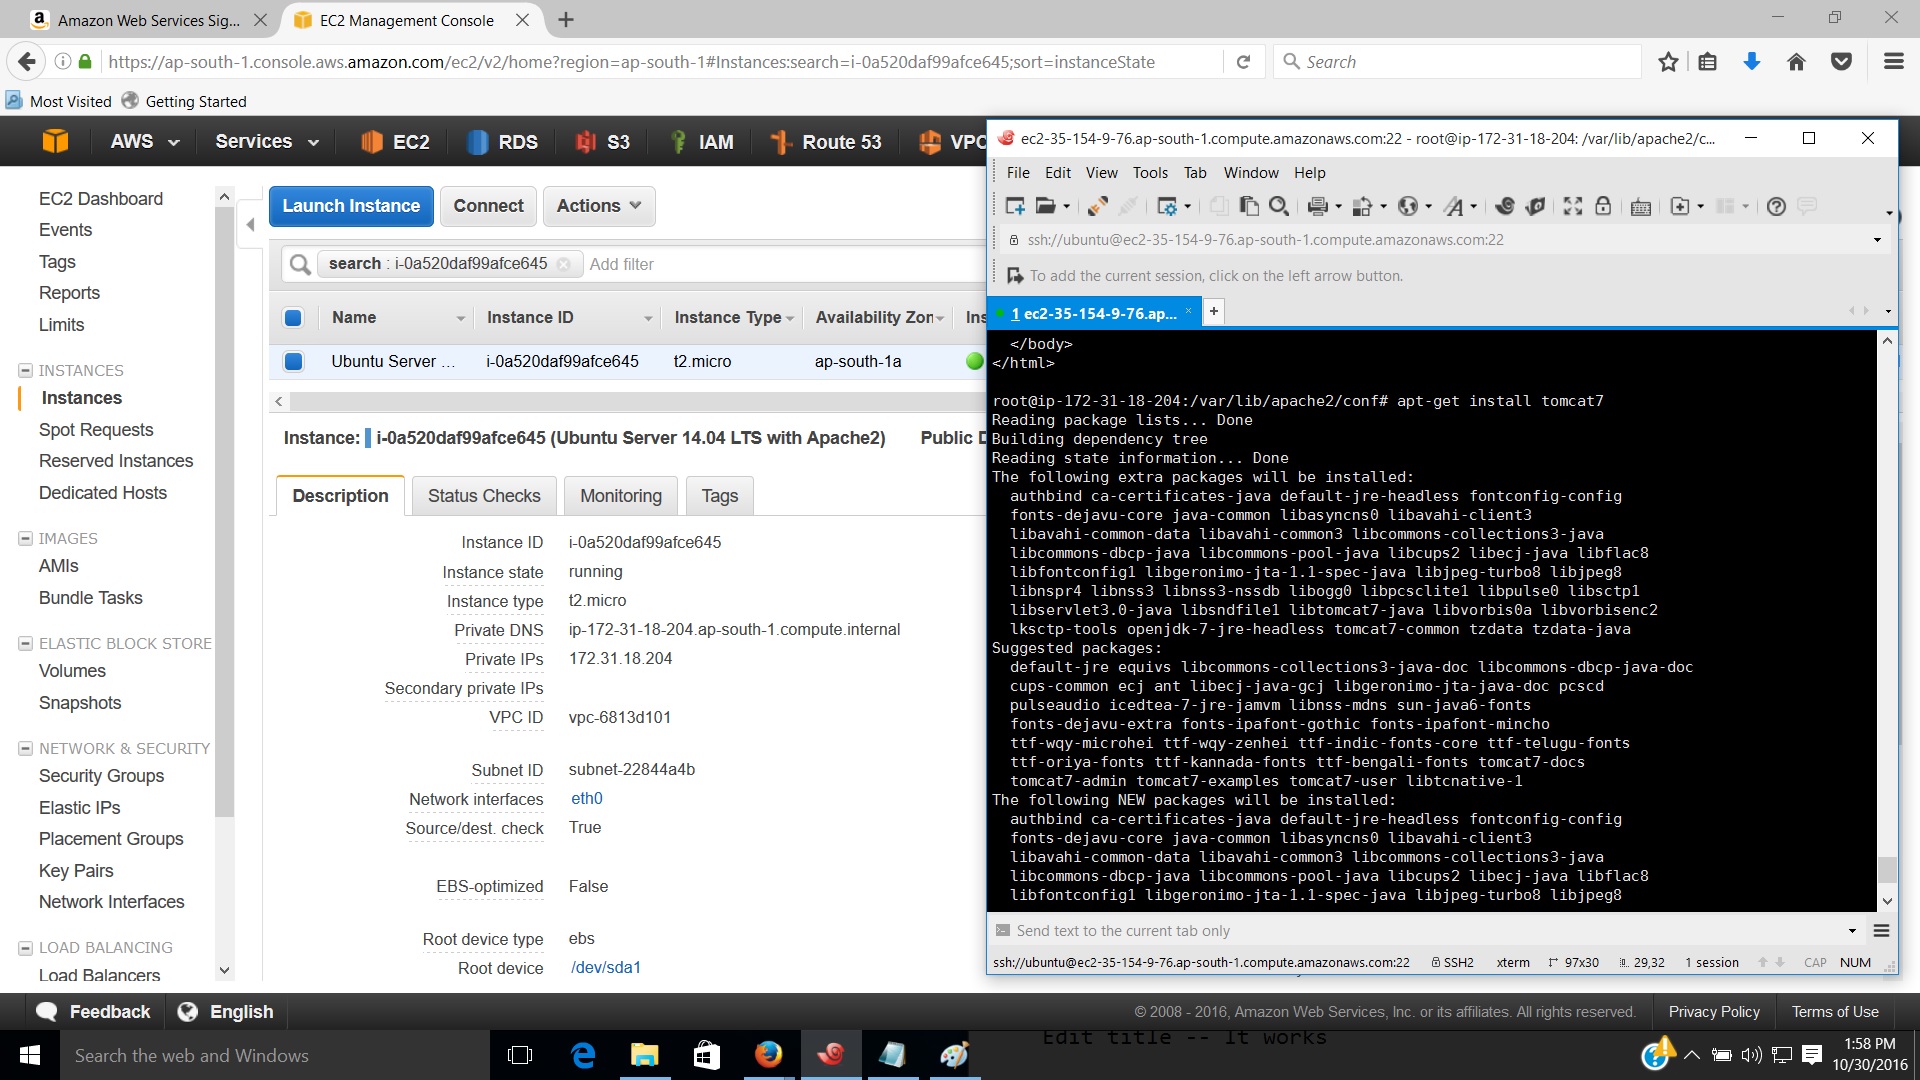 Amazon Web Services Sig...
EC2 Management Console
https://ap-south-1.console.aws.amazon.com/ec2/v2/home?region=ap-south-1#Instances:search=i-0a520daf99afce645;sort=instanceState
Search
Most Visited
Getting Started
AWS
Services
EC2
RDS
S3
IAM
Route 53
VPC
EC2 Dashboard
Events
Tags
Reports
Limits
INSTANCES
Instances
Spot Requests
Reserved Instances
Dedicated Hosts
IMAGES
AMIs
Bundle Tasks
ELASTIC BLOCK STORE
Volumes
Snapshots
NETWORK & SECURITY
Security Groups
Elastic IPs
Placement Groups
Key Pairs
Network Interfaces
LOAD BALANCING
Load Balancers
Launch Instance
Connect
Actions
search : i-0a520daf99afce645
Add filter
Name Instance ID Instance Type Availability Zon Ins
Ubuntu Server ... i-0a520daf99afce645 t2.micro ap-south-1a
Instance: i-0a520daf99afce645 (Ubuntu Server 14.04 LTS with Apache2) Public D
Description
Status Checks
Monitoring
Tags
Instance ID i-0a520daf99afce645
Instance state running
Instance type t2.micro
Private DNS ip-172-31-18-204.ap-south-1.compute.internal
Private IPs 172.31.18.204
Secondary private IPs
VPC ID vpc-6813d101
Subnet ID subnet-22844a4b
Network interfaces eth0
Source/dest. check True
EBS-optimized False
Root device type ebs
Root device /dev/sda1
ec2-35-154-9-76.ap-south-1.compute.amazonaws.com:22 - root@ip-172-31-18-204: /var/lib/apache2/c...
File Edit View Tools Tab Window Help
ssh://ubuntu@ec2-35-154-9-76.ap-south-1.compute.amazonaws.com:22
To add the current session, click on the left arrow button.
1 ec2-35-154-9-76.ap...
</body>
</html>
root@ip-172-31-18-204:/var/lib/apache2/conf# apt-get install tomcat7
Reading package lists... Done
Building dependency tree
Reading state information... Done
The following extra packages will be installed:
authbind ca-certificates-java default-jre-headless fontconfig-config
fonts-dejavu-core java-common libasyncns0 libavahi-client3
libavahi-common-data libavahi-common3 libcommons-collections3-java
libcommons-dbcp-java libcommons-pool-java libcups2 libecj-java libflac8
libfontconfig1 libgeronimo-jta-1.1-spec-java libjpeg-turbo8 libjpeg8
libnspr4 libnss3 libnss3-nssdb libogg0 libpcsclite1 libpulse0 libsctp1
libservlet3.0-java libsndfile1 libtomcat7-java libvorbis0a libvorbisenc2
lksctp-tools openjdk-7-jre-headless tomcat7-common tzdata tzdata-java
Suggested packages:
default-jre equivs libcommons-collections3-java-doc libcommons-dbcp-java-doc
cups-common ecj ant libecj-java-gcj libgeronimo-jta-java-doc pcscd
pulseaudio icedtea-7-jre-jamvm libnss-mdns sun-java6-fonts
fonts-dejavu-extra fonts-ipafont-gothic fonts-ipafont-mincho
ttf-wqy-microhei ttf-wqy-zenhei ttf-indic-fonts-core ttf-telugu-fonts
ttf-oriya-fonts ttf-kannada-fonts ttf-bengali-fonts tomcat7-docs
tomcat7-admin tomcat7-examples tomcat7-user libtcnative-1
The following NEW packages will be installed:
authbind ca-certificates-java default-jre-headless fontconfig-config
fonts-dejavu-core java-common libasyncns0 libavahi-client3
libavahi-common-data libavahi-common3 libcommons-collections3-java
libcommons-dbcp-java libcommons-pool-java libcups2 libecj-java libflac8
libfontconfig1 libgeronimo-jta-1.1-spec-java libjpeg-turbo8 libjpeg8
Send text to the current tab only
ssh://ubuntu@ec2-35-154-9-76.ap-south-1.compute.amazonaws.com:22 SSH2 xterm 97x30 29,32 1 session CAP NUM
Feedback
English
© 2008 - 2016, Amazon Web Services, Inc. or its affiliates. All rights reserved.
Privacy Policy
Terms of Use
Search the web and Windows
Edit title -- It works
1:58 PM
10/30/2016